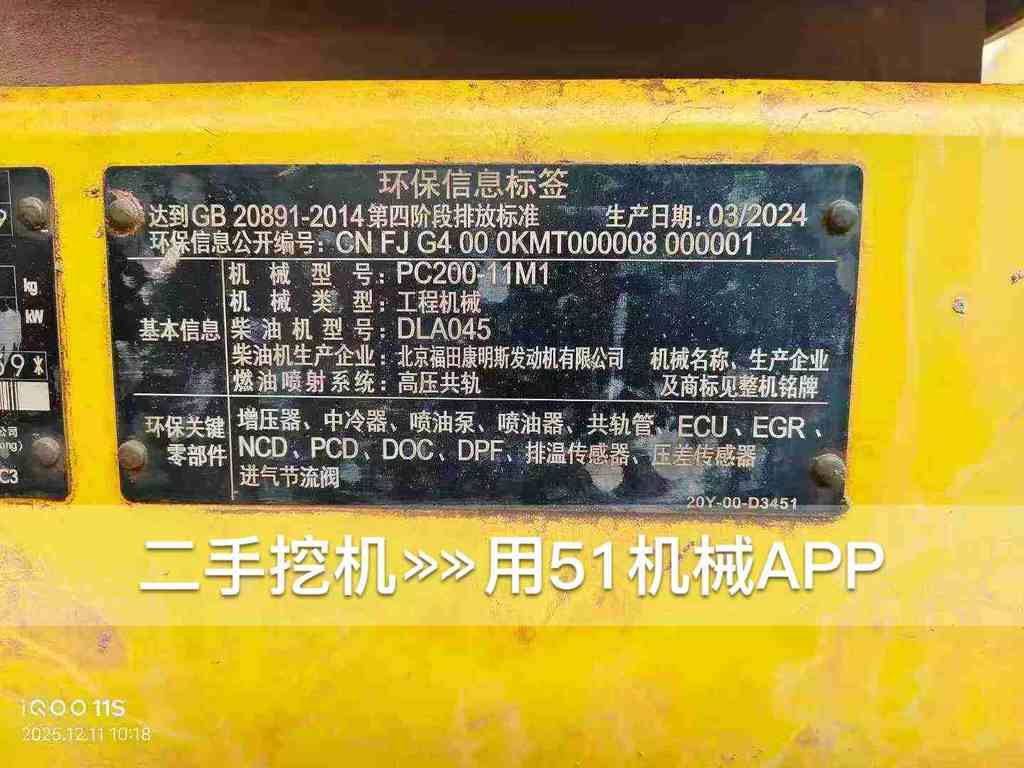 环保信息标签
达到GB 20891-2014第四阶段排放标准 生产日期: 03/2024
环保信息公开编号: CN FJ G4 00 0KMT000008 000001
基本信息
机械型号: PC200-11M1
机械类型: 工程机械
柴油机型号: DLA045
柴油机生产企业: 北京福田康明斯发动机有限公司
燃油喷射系统: 高压共轨
机械名称、生产企业
及商标见整机铭牌
环保关键
零部件
增压器、中冷器、喷油泵、喷油器、共轨管、ECU、EGR、
NCD、PCD、DOC、DPF、排温传感器、压差传感器
进气节流阀
20Y-00-D3451
9
kg
kW
59*
公司
ong)
C3
二手挖机»»用51机械APP
iQOO 11S
2025.12.11 10:18